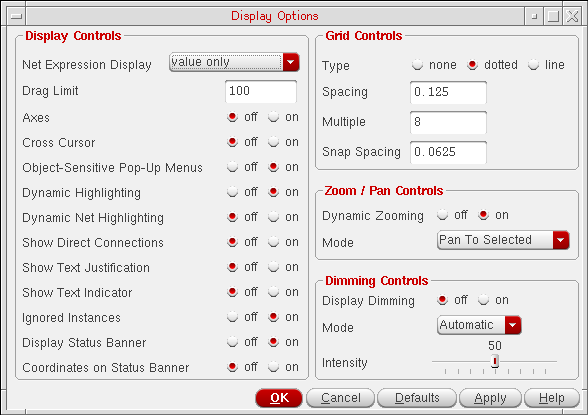 Display Options
Display Controls
Net Expression Display value only
Drag Limit 100
Axes off on
Cross Cursor off on
Object-Sensitive Pop-Up Menus off on
Dynamic Highlighting off on
Dynamic Net Highlighting off on
Show Direct Connections off on
Show Text Justification off on
Show Text Indicator off on
Ignored Instances off on
Display Status Banner off on
Coordinates on Status Banner off on
Grid Controls
Type none dotted line
Spacing 0.125
Multiple 8
Snap Spacing 0.0625
Zoom / Pan Controls
Dynamic Zooming off on
Mode Pan To Selected
Dimming Controls
Display Dimming off on
Mode Automatic
50
Intensity
OK Cancel Defaults Apply Help